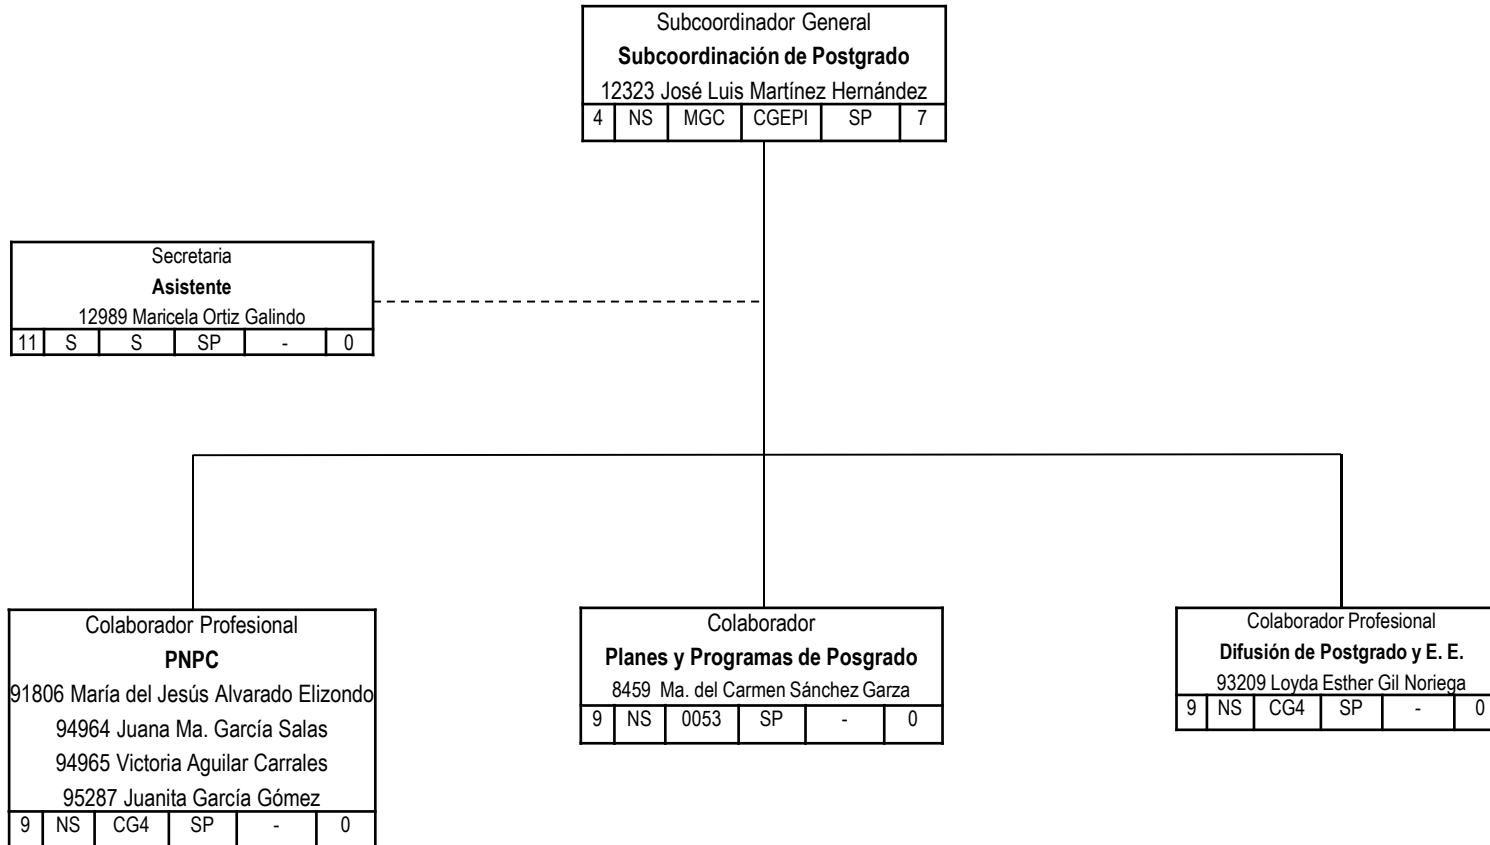 Subcoordinador General
Subcoordinación de Postgrado
12323 José Luis Martínez Hernández
4 NS MGC CGEPI SP 7
Secretaria
Asistente
12989 Maricela Ortiz Galindo
11 S S SP - 0
Colaborador Profesional
PNPC
91806 María del Jesús Alvarado Elizondo
94964 Juana Ma. García Salas
94965 Victoria Aguilar Carrales
95287 Juanita García Gómez
9 NS CG4 SP - 0
Colaborador
Planes y Programas de Posgrado
8459 Ma. del Carmen Sánchez Garza
9 NS 0053 SP - 0
Colaborador Profesional
Difusión de Postgrado y E. E.
93209 Loyda Esther Gil Noriega
9 NS CG4 SP - 0